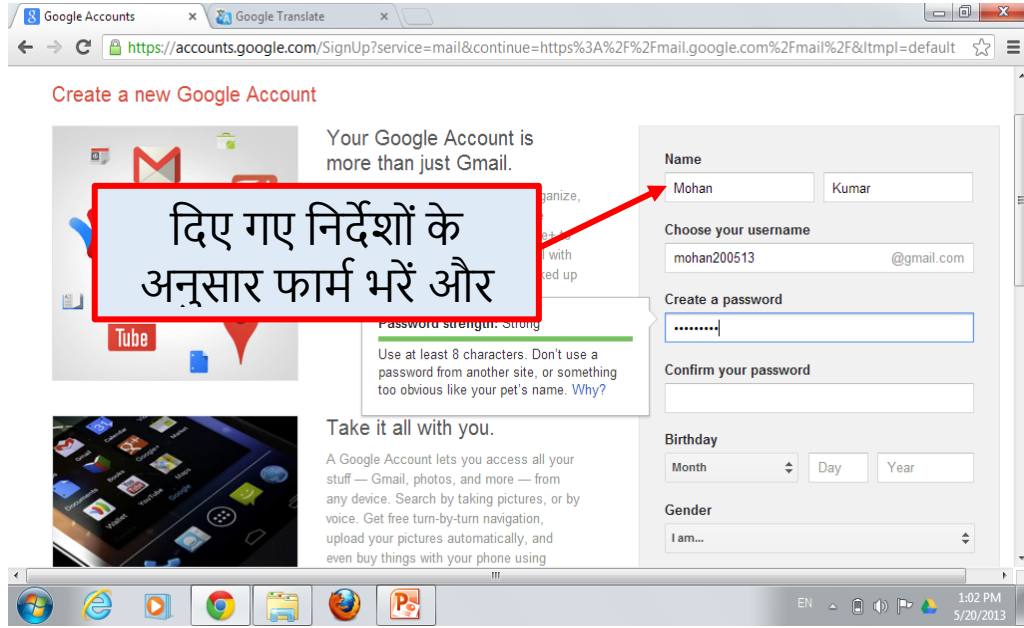 Google Accounts
Google Translate
https://accounts.google.com/SignUp?service=mail&continue=https%3A%2F%2Fmail.google.com%2Fmail%2F&ltmpl=default
Create a new Google Account
Your Google Account is
more than just Gmail.
दिए गए निर्देशों के
अनुसार फार्म भरें और
Tube
Take it all with you.
A Google Account lets you access all your
stuff — Gmail, photos, and more — from
any device. Search by taking pictures, or by
voice. Get free turn-by-turn navigation,
upload your pictures automatically, and
even buy things with your phone using
Name
Mohan Kumar
Choose your username
mohan200513 @gmail.com
Create a password
•••••••••
Password strength: Strong
Use at least 8 characters. Don't use a
password from another site, or something
too obvious like your pet's name. Why?
Confirm your password
Birthday
Month Day Year
Gender
I am...
EN
1:02 PM
5/20/2013